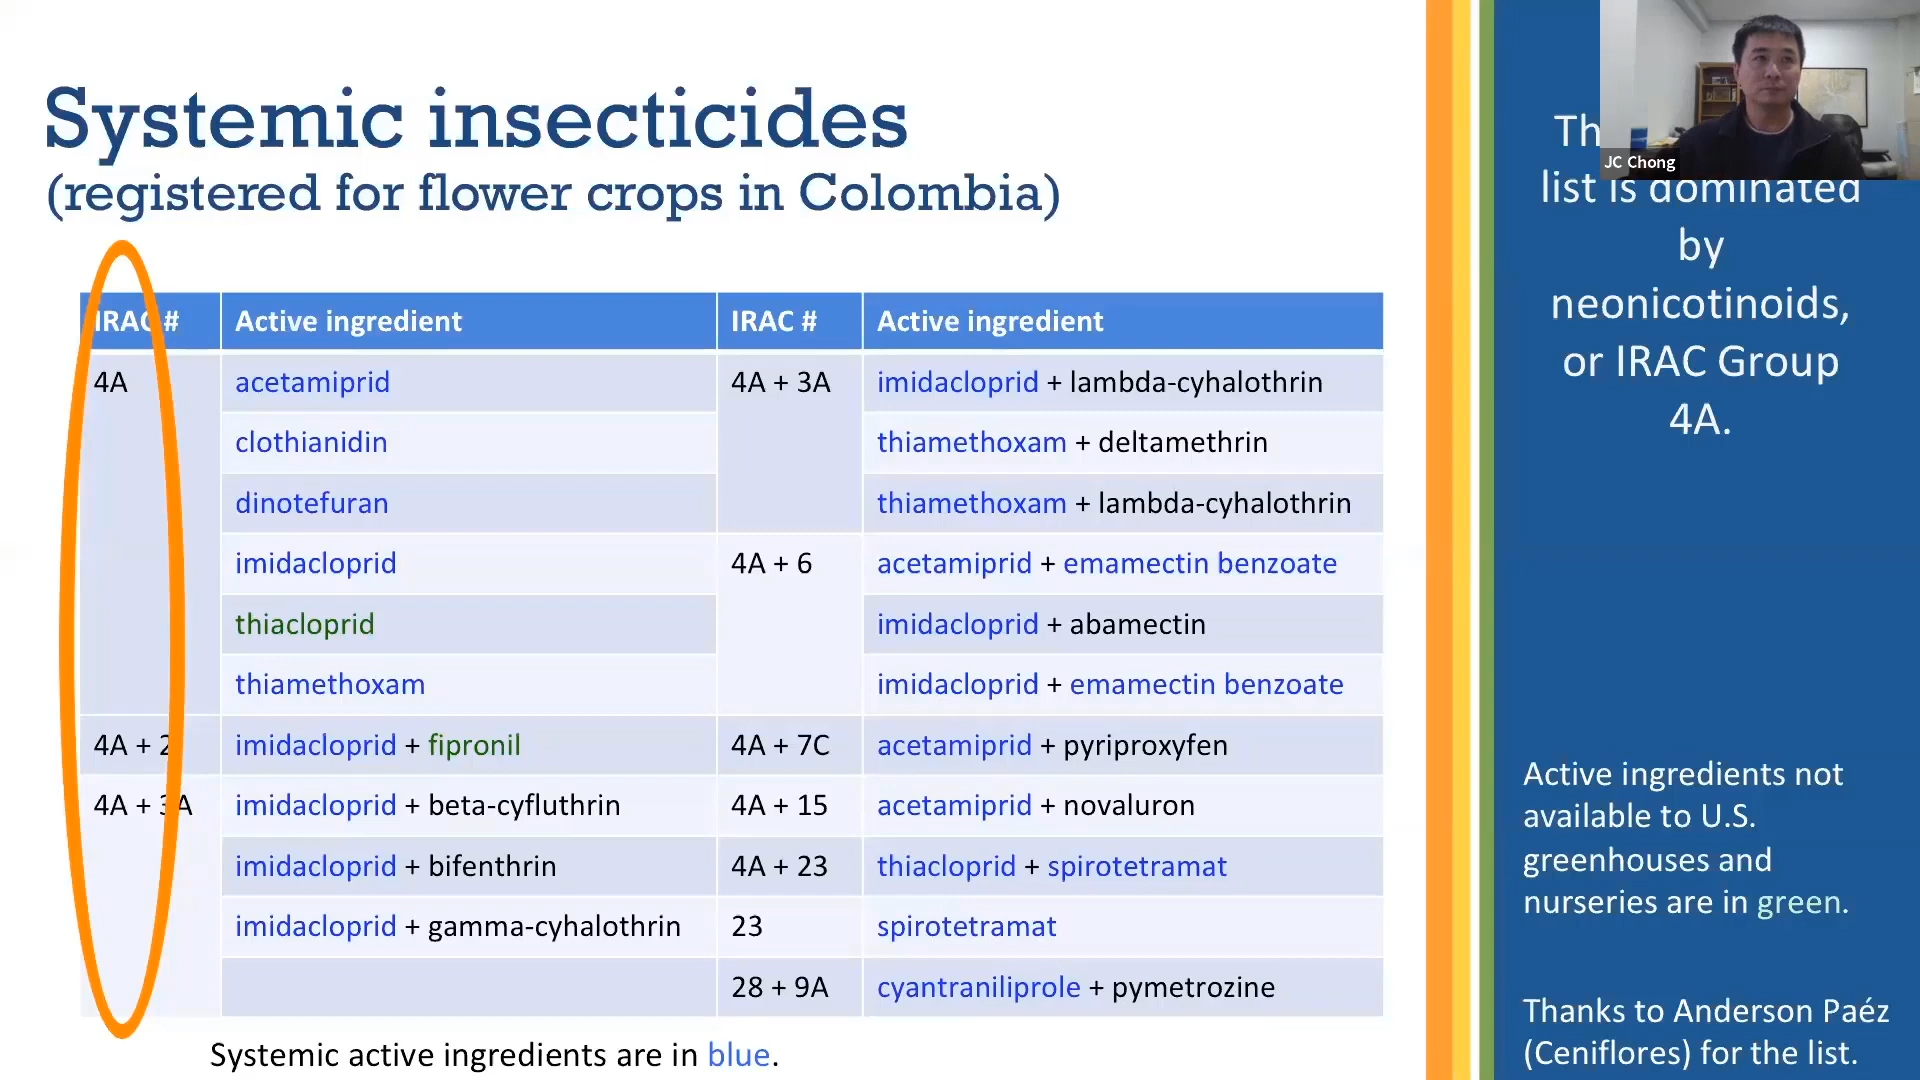 Systemic insecticides
(registered for flower crops in Colombia)
IRAC # Active ingredient IRAC # Active ingredient
4A acetamiprid 4A + 3A imidacloprid + lambda-cyhalothrin
clothianidin thiamethoxam + deltamethrin
dinotefuran thiamethoxam + lambda-cyhalothrin
imidacloprid 4A + 6 acetamiprid + emamectin benzoate
thiacloprid imidacloprid + abamectin
thiamethoxam imidacloprid + emamectin benzoate
4A + 2 imidacloprid + fipronil 4A + 7C acetamiprid + pyriproxyfen
4A + 3A imidacloprid + beta-cyfluthrin 4A + 15 acetamiprid + novaluron
imidacloprid + bifenthrin 4A + 23 thiacloprid + spirotetramat
imidacloprid + gamma-cyhalothrin 23 spirotetramat
28 + 9A cyantraniliprole + pymetrozine
Systemic active ingredients are in blue.
JC Chong
list is dominated
by
neonicotinoids,
or IRAC Group
4A.
Active ingredients not
available to U.S.
greenhouses and
nurseries are in green.
Thanks to Anderson Paéz
(Ceniflores) for the list.